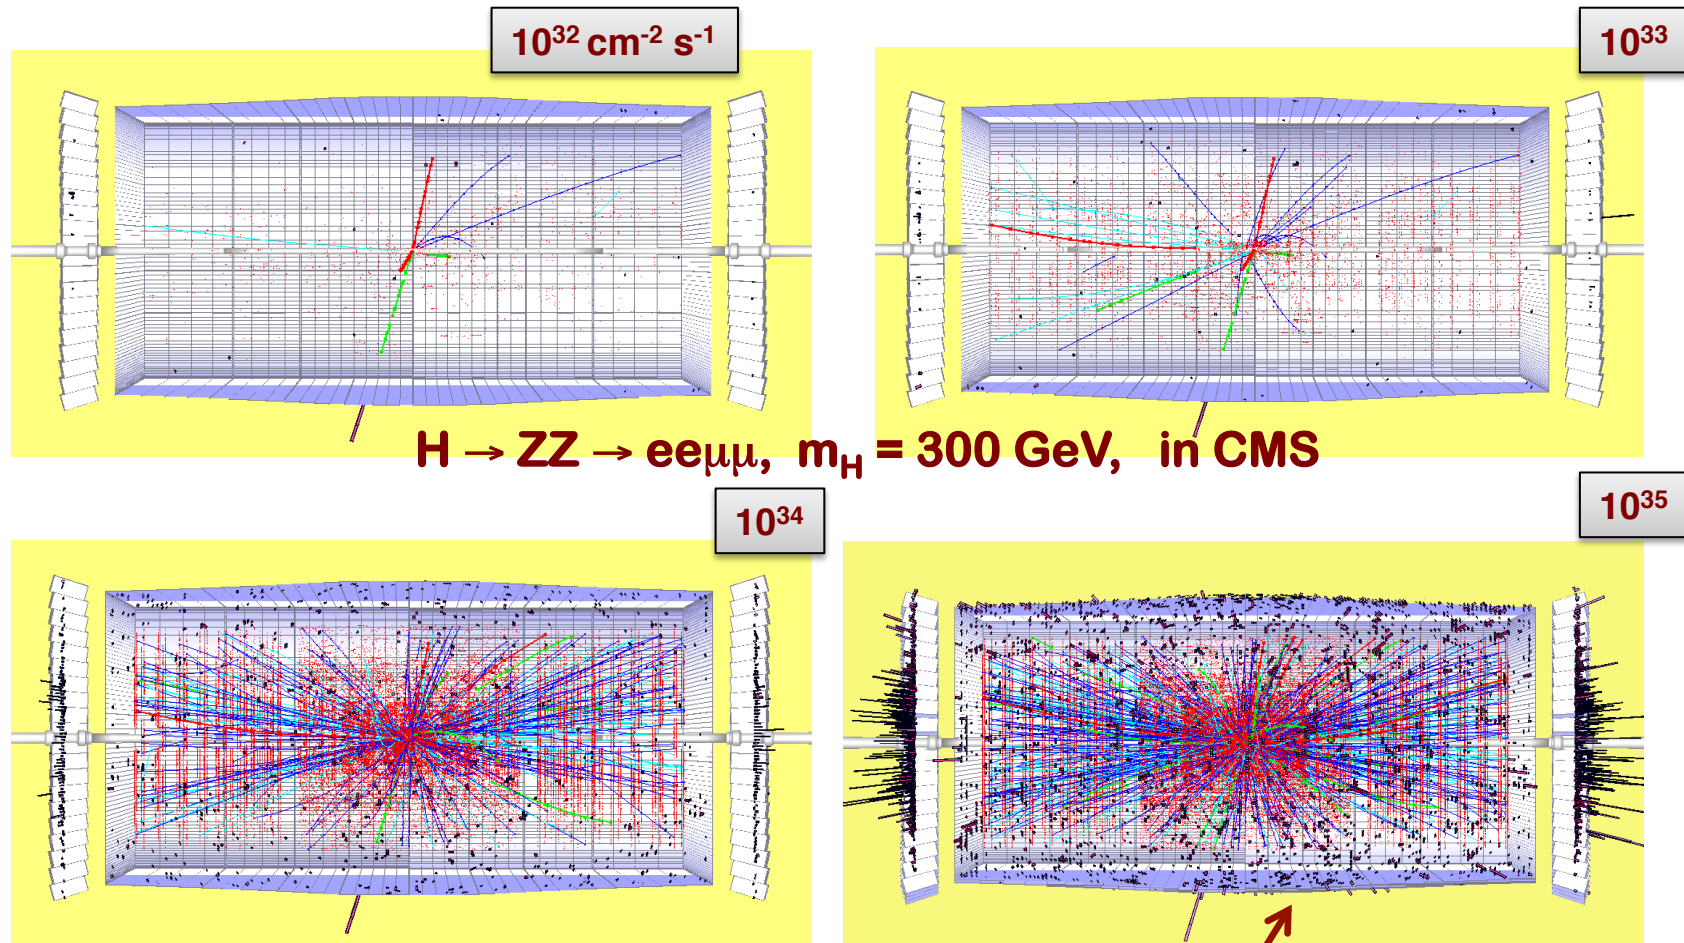 10³² cm⁻² s⁻¹
10³³
H → ZZ → eeμμ, m_H = 300 GeV, in CMS
10³⁴
10³⁵